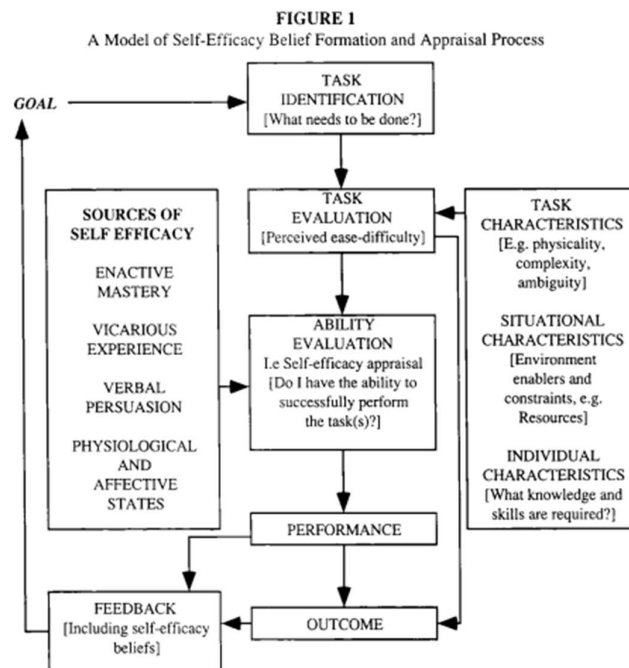 FIGURE 1
A Model of Self-Efficacy Belief Formation and Appraisal Process
GOAL
TASK
IDENTIFICATION
[What needs to be done?]
TASK
EVALUATION
[Perceived ease-difficulty]
SOURCES OF
SELF EFFICACY
ENACTIVE
MASTERY
VICARIOUS
EXPERIENCE
VERBAL
PERSUASION
PHYSIOLOGICAL
AND
AFFECTIVE
STATES
ABILITY
EVALUATION
I.e Self-efficacy appraisal
[Do I have the ability to
successfully perform
the task(s)?]
TASK
CHARACTERISTICS
[E.g. physicality,
complexity,
ambiguity]
SITUATIONAL
CHARACTERISTICS
[Environment
enablers and
constraints, e.g.
Resources]
INDIVIDUAL
CHARACTERISTICS
[What knowledge and
skills are required?]
PERFORMANCE
FEEDBACK
[Including self-efficacy
beliefs]
OUTCOME